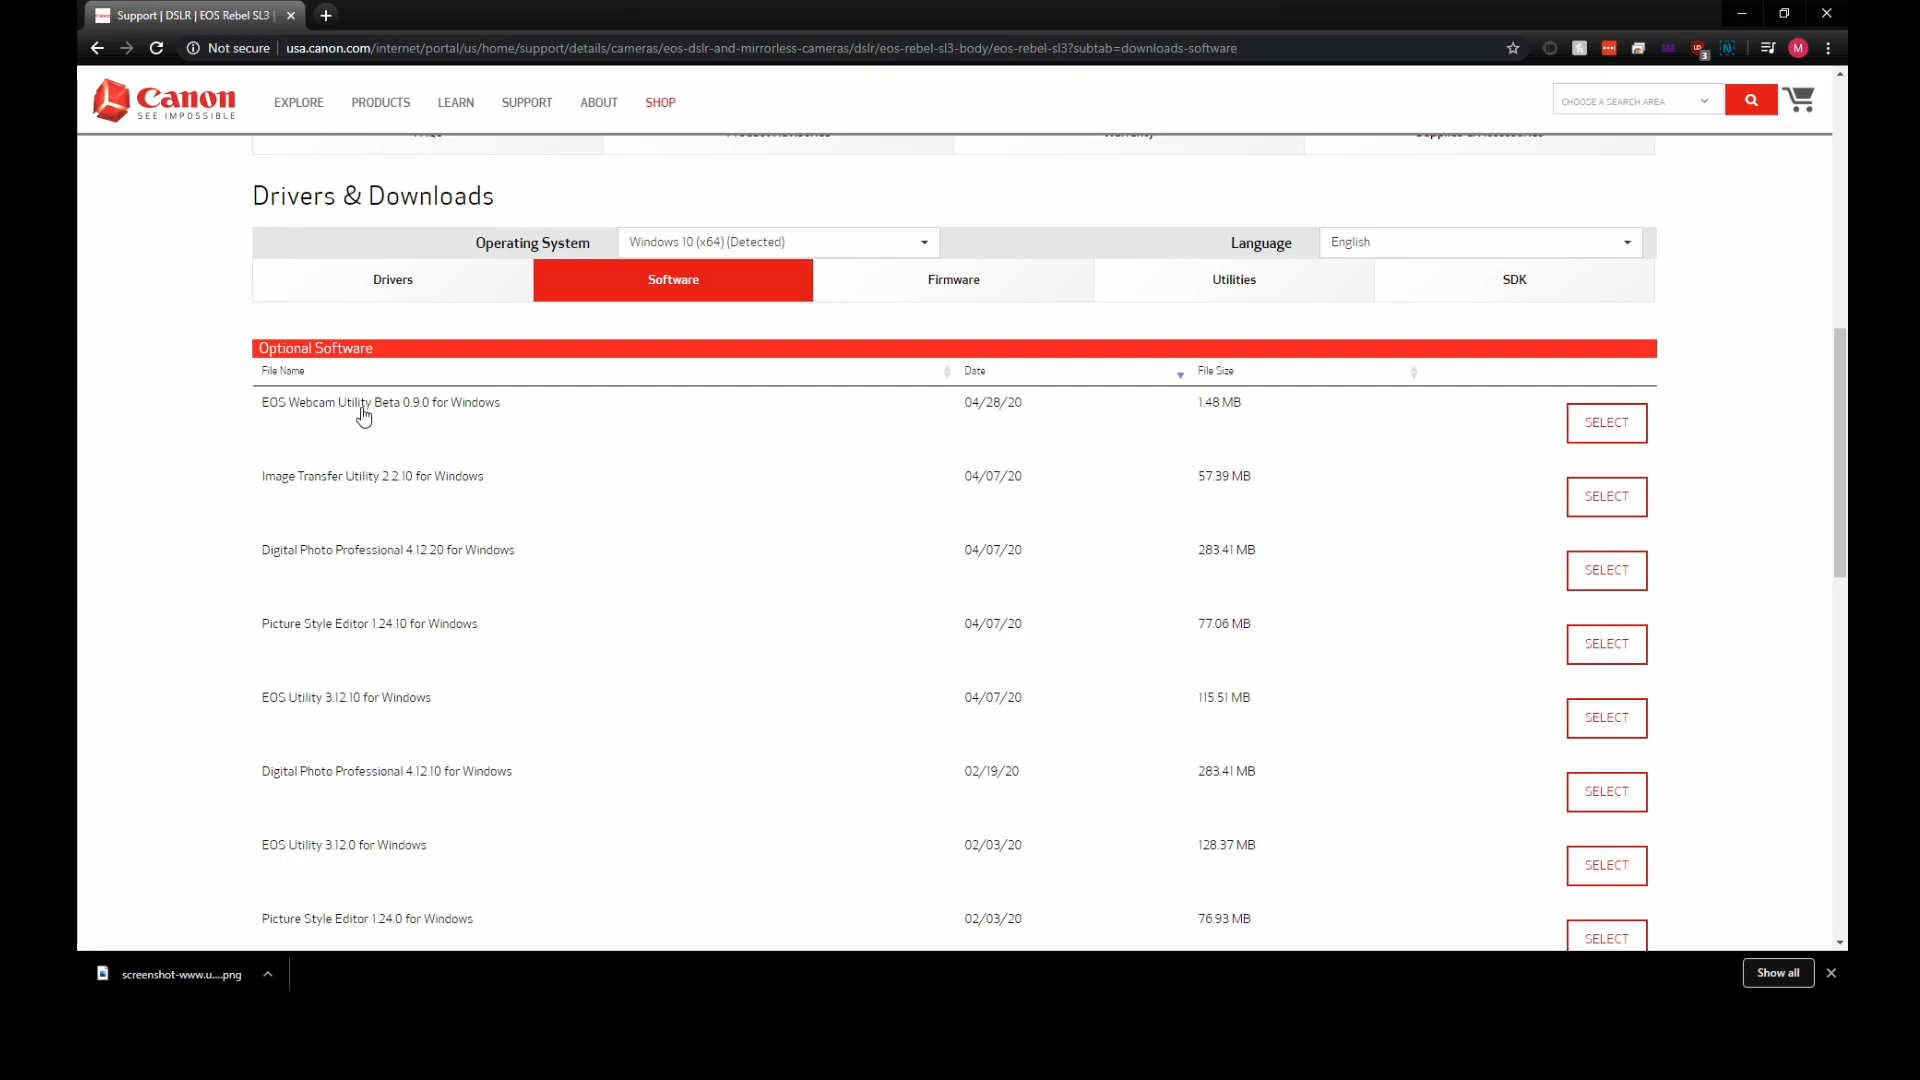 Support | DSLR | EOS Rebel SL3 |
Not secure | usa.canon.com/internet/portal/us/home/support/details/cameras/eos-dslr-and-mirrorless-cameras/dslr/eos-rebel-sl3-body/eos-rebel-sl3?subtab=downloads-software
3
M
Canon
SEE IMPOSSIBLE
EXPLORE PRODUCTS LEARN SUPPORT ABOUT SHOP
CHOOSE A SEARCH AREA
FAQs Product Advisories Warranty Supplies & Accessories
Drivers & Downloads
Operating System Windows 10 (x64) (Detected) Language English
Drivers Software Firmware Utilities SDK
Optional Software
File Name Date File Size
EOS Webcam Utility Beta 0.9.0 for Windows 04/28/20 1.48 MB
SELECT
Image Transfer Utility 2.2.10 for Windows 04/07/20 57.39 MB
SELECT
Digital Photo Professional 4.12.20 for Windows 04/07/20 283.41 MB
SELECT
Picture Style Editor 1.24.10 for Windows 04/07/20 77.06 MB
SELECT
EOS Utility 3.12.10 for Windows 04/07/20 115.51 MB
SELECT
Digital Photo Professional 4.12.10 for Windows 02/19/20 283.41 MB
SELECT
EOS Utility 3.12.0 for Windows 02/03/20 128.37 MB
SELECT
Picture Style Editor 1.24.0 for Windows 02/03/20 76.93 MB
SELECT
screenshot-www.u....png
Show all